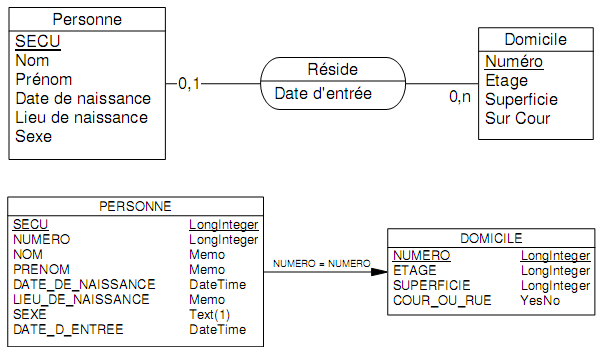 Personne
SECU
Nom
Prénom
Date de naissance
Lieu de naissance
Sexe
0,1
Réside
Date d'entrée
0,n
Domicile
Numéro
Etage
Superficie
Sur Cour
PERSONNE
SECU LongInteger
NUMERO LongInteger
NOM Memo
PRENOM Memo
DATE_DE_NAISSANCE DateTime
LIEU_DE_NAISSANCE Memo
SEXE Text(1)
DATE_D_ENTREE DateTime
NUMERO = NUMERO
DOMICILE
NUMERO LongInteger
ETAGE LongInteger
SUPERFICIE LongInteger
COUR_OU_RUE YesNo